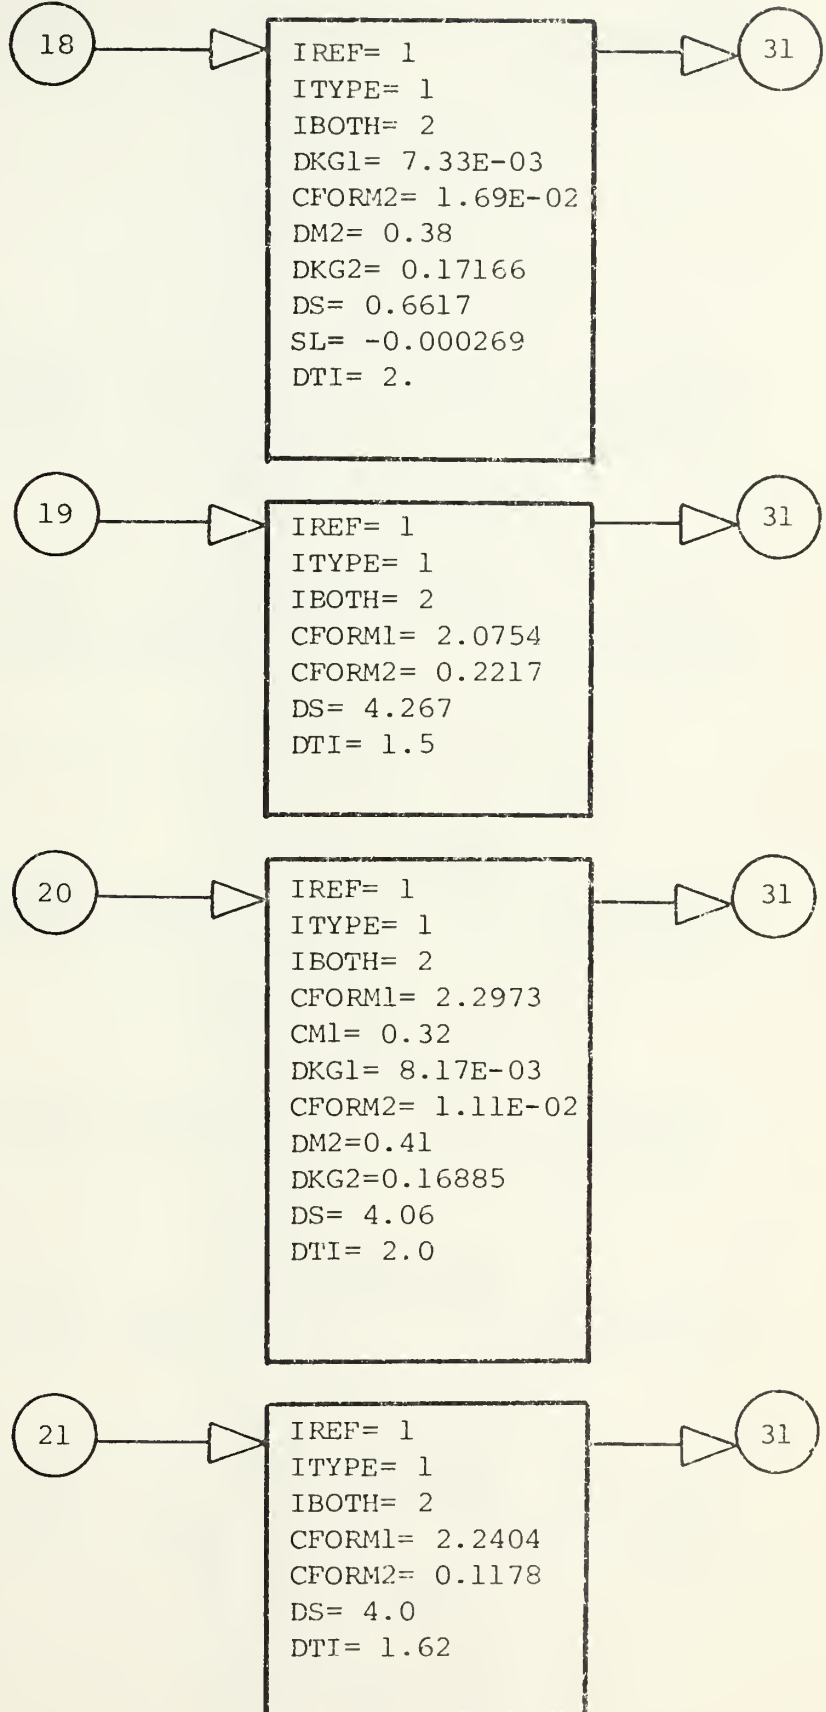 18
IREF= 1
ITYPE= 1
IBOTH= 2
DKG1= 7.33E-03
CFORM2= 1.69E-02
DM2= 0.38
DKG2= 0.17166
DS= 0.6617
SL= -0.000269
DTI= 2.
31
19
IREF= 1
ITYPE= 1
IBOTH= 2
CFORM1= 2.0754
CFORM2= 0.2217
DS= 4.267
DTI= 1.5
31
20
IREF= 1
ITYPE= 1
IBOTH= 2
CFORM1= 2.2973
CM1= 0.32
DKG1= 8.17E-03
CFORM2= 1.11E-02
DM2=0.41
DKG2=0.16885
DS= 4.06
DTI= 2.0
31
21
IREF= 1
ITYPE= 1
IBOTH= 2
CFORM1= 2.2404
CFORM2= 0.1178
DS= 4.0
DTI= 1.62
31